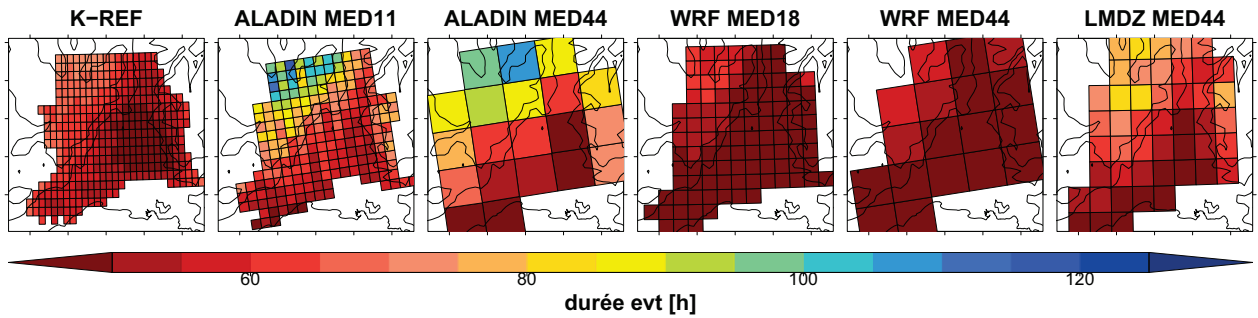 K−REF ALADIN MED11 ALADIN MED44 WRF MED18 WRF MED44 LMDZ MED44
60 80 100 120
durée evt [h]